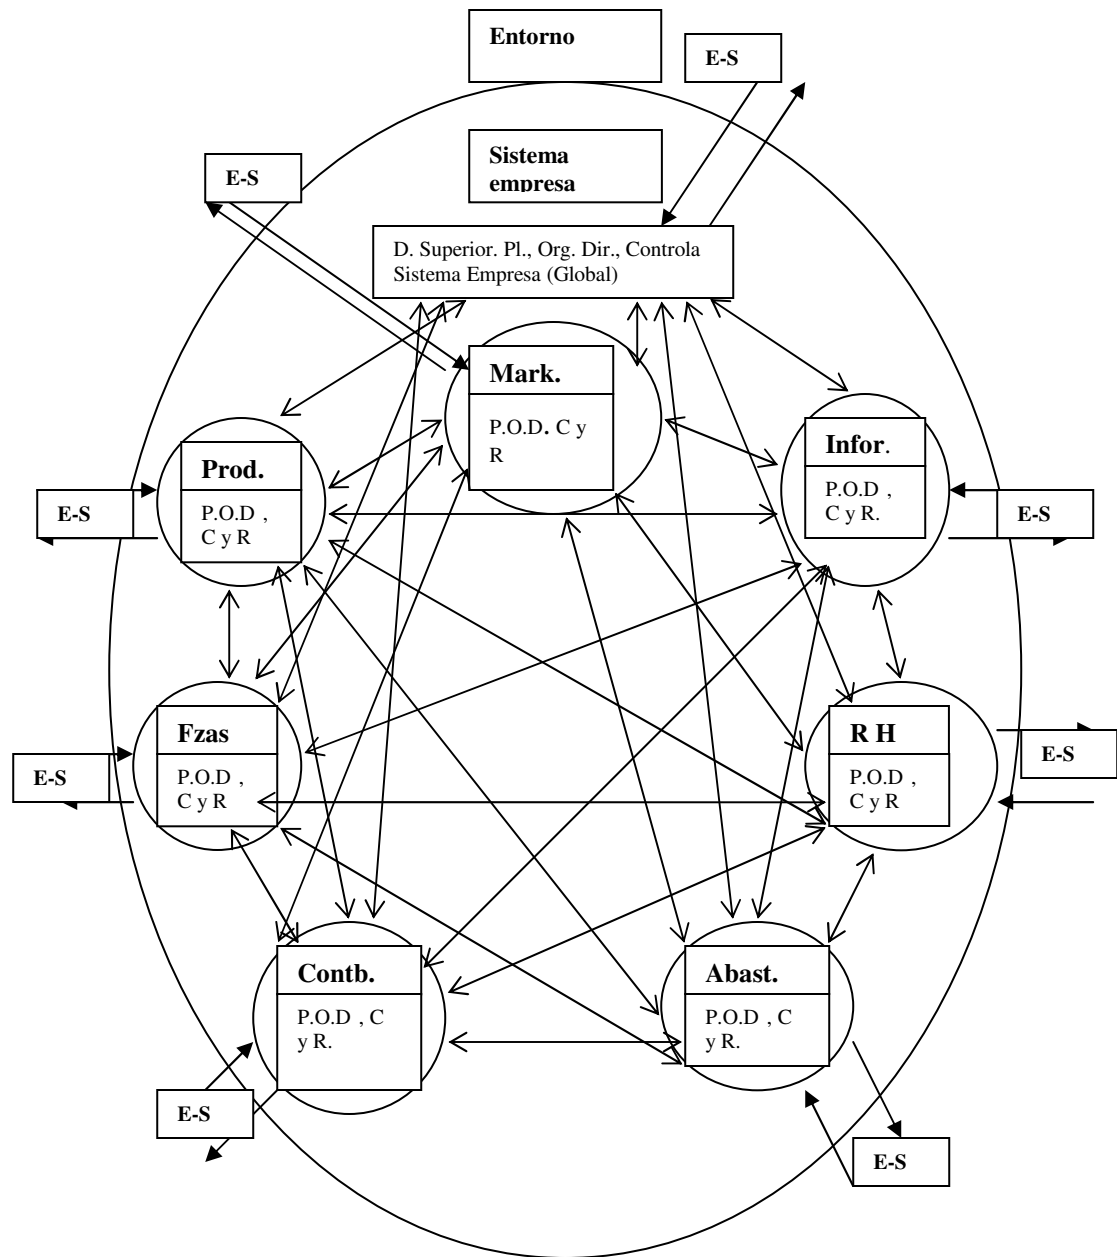 Entorno
E-S
Sistema
empresa
E-S
D. Superior. Pl., Org. Dir., Controla
Sistema Empresa (Global)
Mark.
P.O.D. C y
R
Prod.
P.O.D ,
C y R
Infor.
P.O.D ,
C y R.
E-S
E-S
Fzas
P.O.D ,
C y R
R H
P.O.D ,
C y R
E-S
E-S
Contb.
P.O.D , C
y R.
Abast.
P.O.D , C
y R.
E-S
E-S